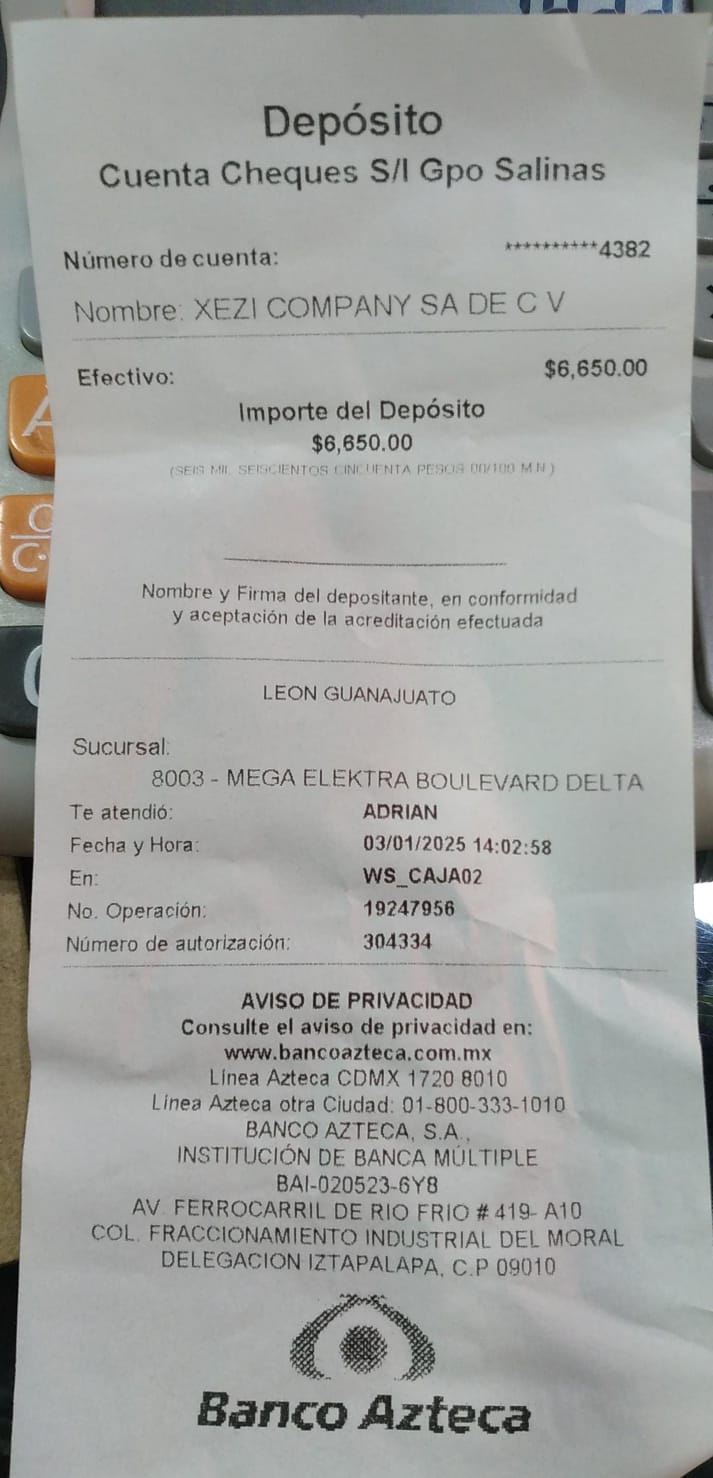 Depósito
Cuenta Cheques S/I Gpo Salinas
Número de cuenta: **********4382
Nombre: XEZI COMPANY SA DE C V
Efectivo: $6,650.00
Importe del Depósito
$6,650.00
(SEIS MIL SEISCIENTOS CINCUENTA PESOS 00/100 M.N.)
Nombre y Firma del depositante, en conformidad
y aceptación de la acreditación efectuada
LEON GUANAJUATO
Sucursal:
8003 - MEGA ELEKTRA BOULEVARD DELTA
Te atendió: ADRIAN
Fecha y Hora: 03/01/2025 14:02:58
En: WS_CAJA02
No. Operación: 19247956
Número de autorización: 304334
AVISO DE PRIVACIDAD
Consulte el aviso de privacidad en:
www.bancoazteca.com.mx
Línea Azteca CDMX 1720 8010
Línea Azteca otra Ciudad: 01-800-333-1010
BANCO AZTECA, S.A.,
INSTITUCIÓN DE BANCA MÚLTIPLE
BAI-020523-6Y8
AV. FERROCARRIL DE RIO FRIO # 419- A10
COL. FRACCIONAMIENTO INDUSTRIAL DEL MORAL
DELEGACION IZTAPALAPA, C.P 09010
Banco Azteca